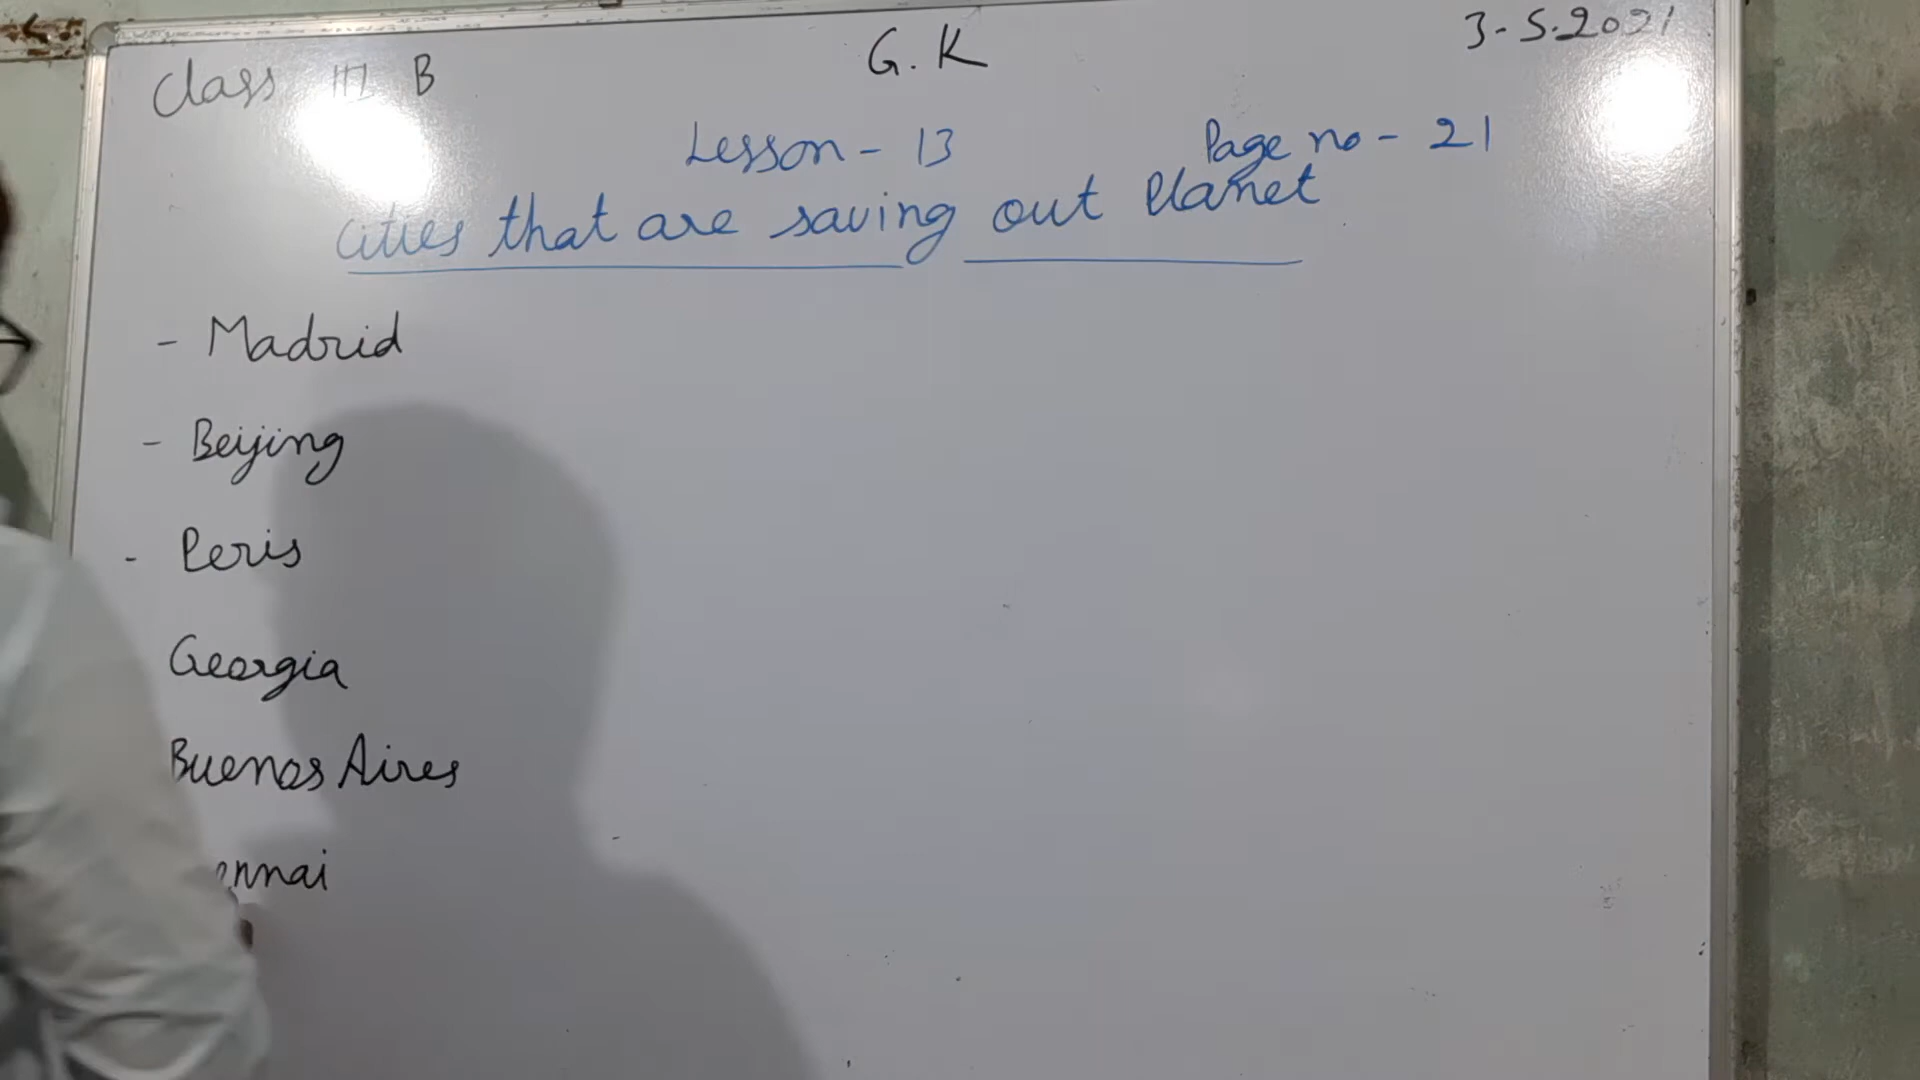 G. K
3-5.2021
Class III B
Lesson - 13
Page no - 21
Cities that are saving out Planet
- Madrid
- Beijing
- Peris
Georgia
Buenos Aires
ennai